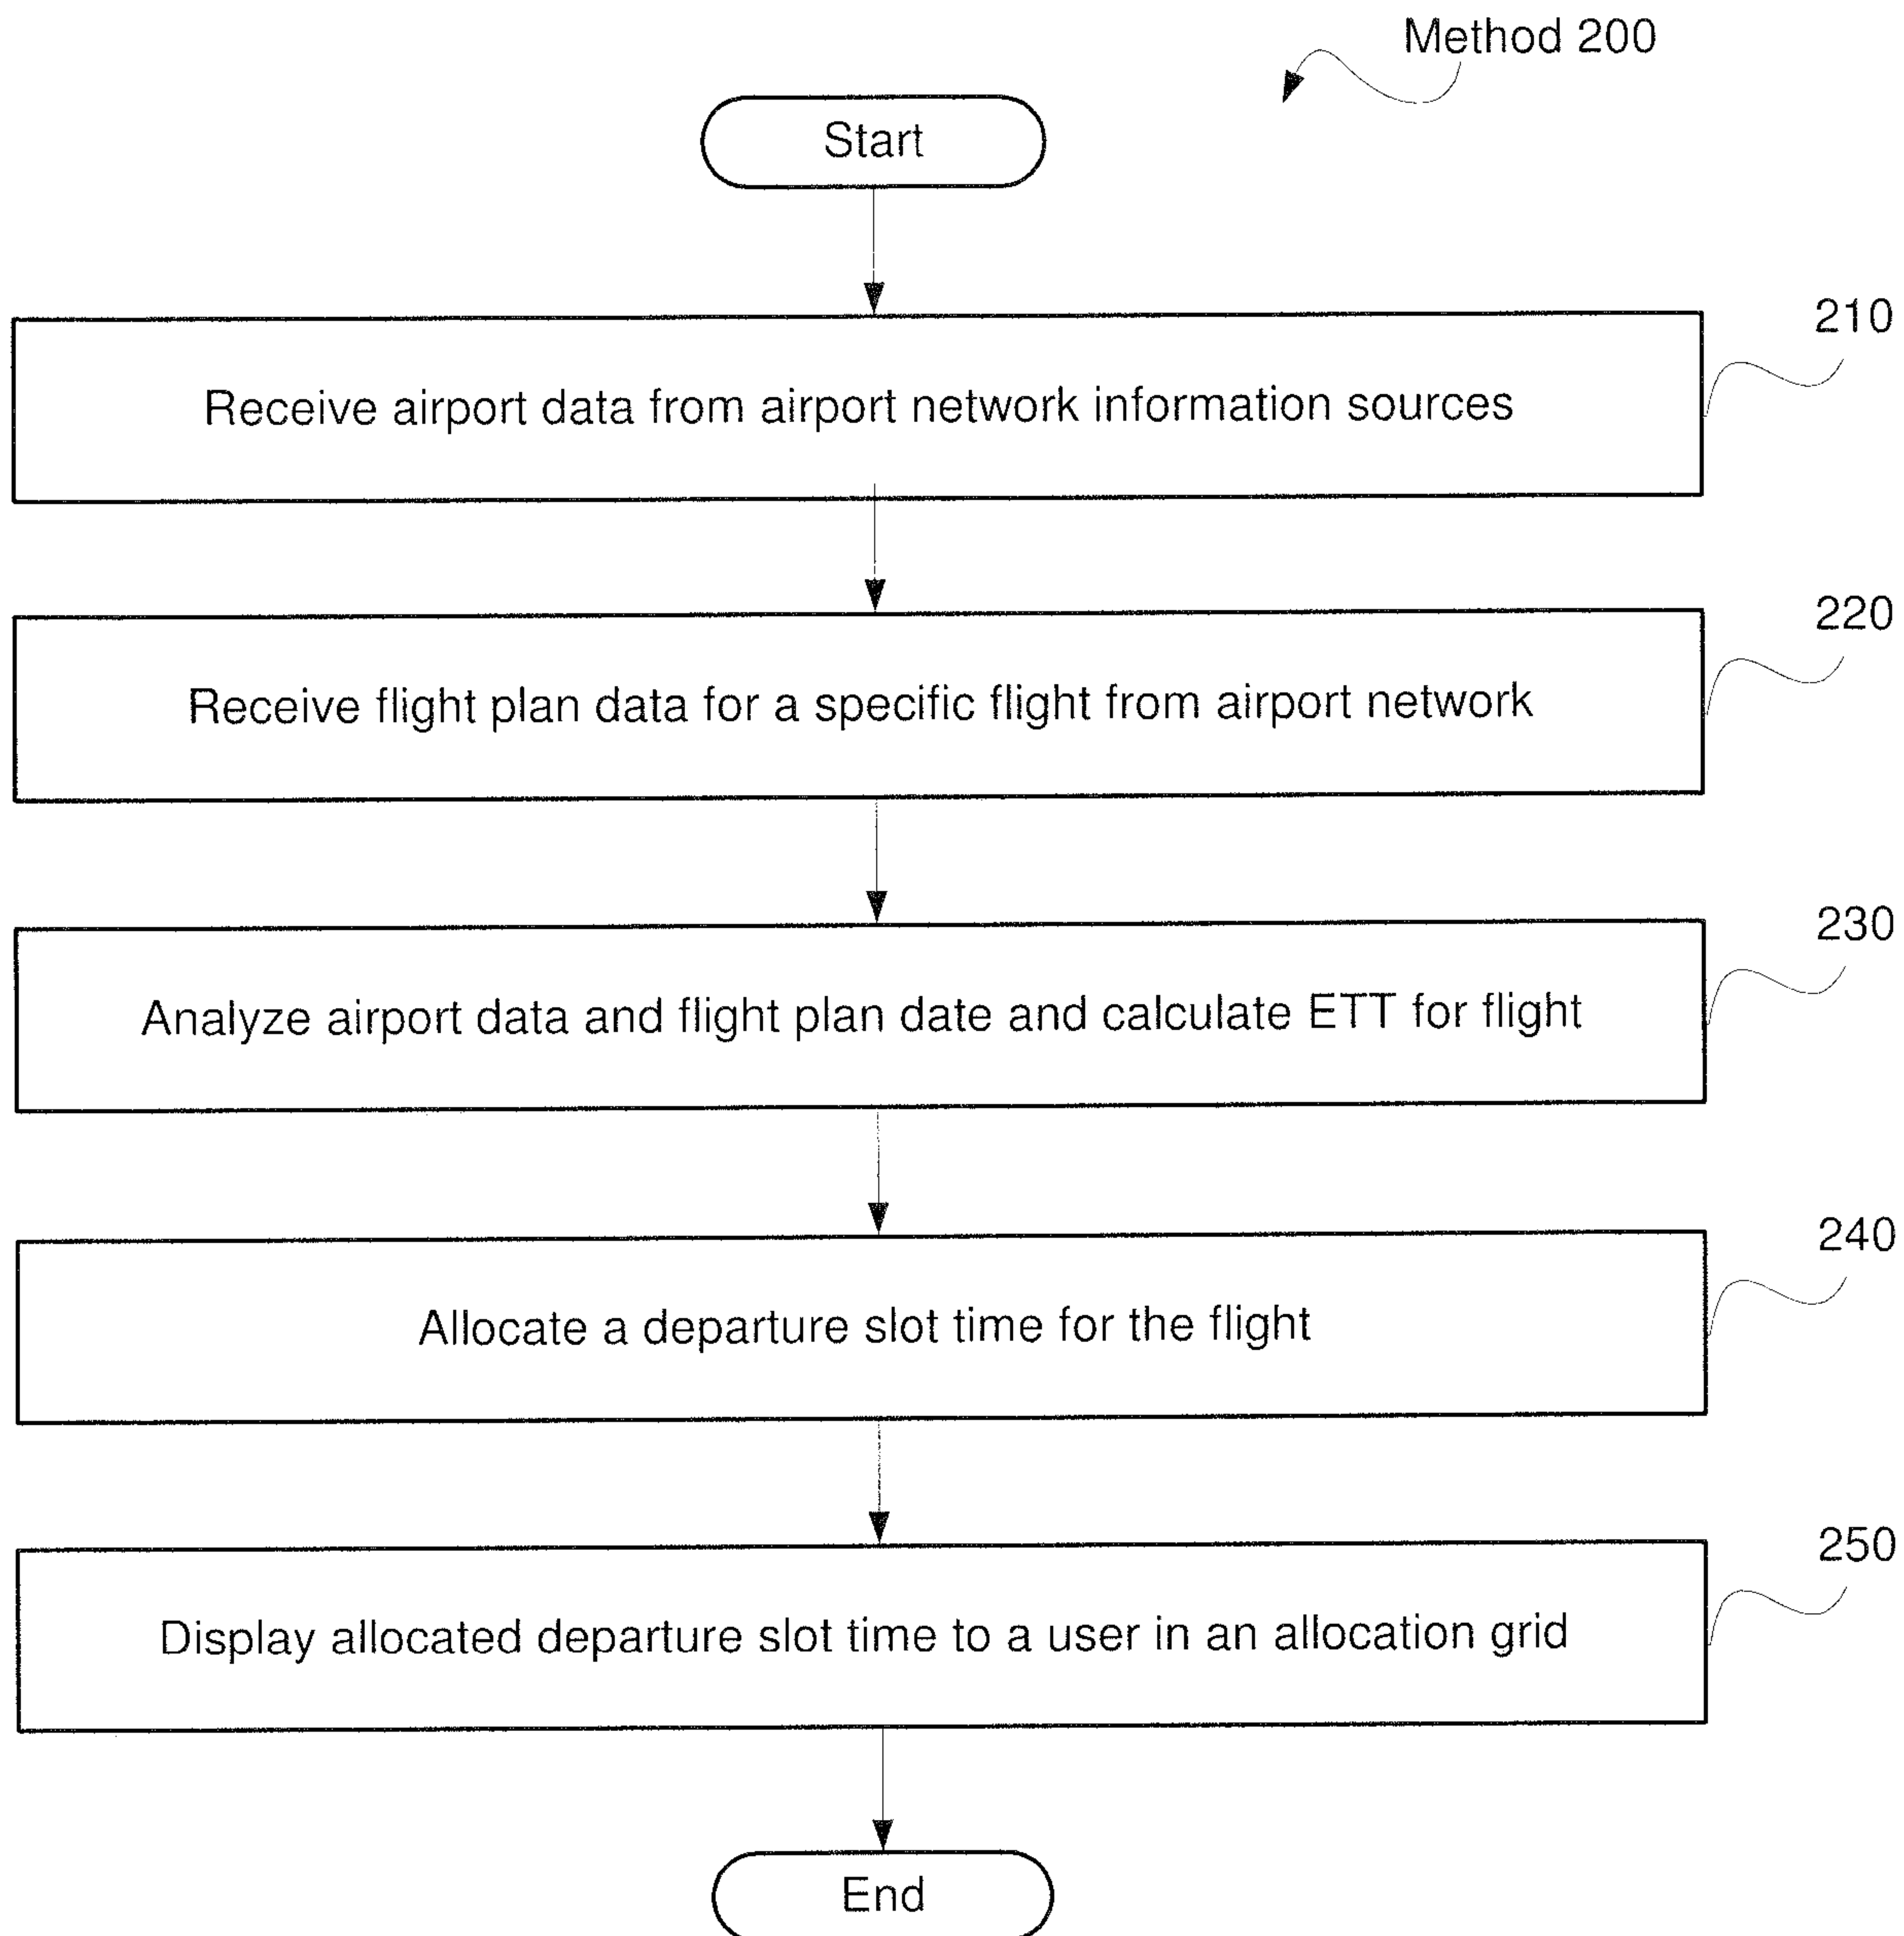 Method 200
Start
210
Receive airport data from airport network information sources
220
Receive flight plan data for a specific flight from airport network
230
Analyze airport data and flight plan date and calculate ETT for flight
240
Allocate a departure slot time for the flight
250
Display allocated departure slot time to a user in an allocation grid
End